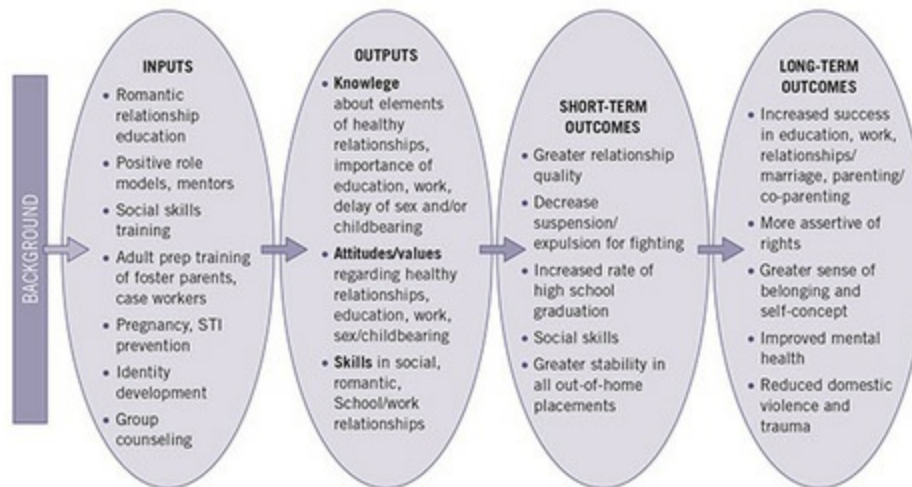 BACKGROUND
INPUTS
• Romantic
relationship
education
• Positive role
models, mentors
• Social skills
training
• Adult prep training
of foster parents,
case workers
• Pregnancy, STI
prevention
• Identity
development
• Group
counseling
OUTPUTS
• Knowlege
about elements
of healthy
relationships,
importance of
education, work,
delay of sex and/or
childbearing
• Attitudes/values
regarding healthy
relationships,
education, work,
sex/childbearing
• Skills in social,
romantic,
School/work
relationships
SHORT-TERM
OUTCOMES
• Greater relationship
quality
• Decrease
suspension/
expulsion for fighting
• Increased rate of
high school
graduation
• Social skills
• Greater stability in
all out-of-home
placements
LONG-TERM
OUTCOMES
• Increased success
in education, work,
relationships/
marriage, parenting/
co-parenting
• More assertive of
rights
• Greater sense of
belonging and
self-concept
• Improved mental
health
• Reduced domestic
violence and
trauma